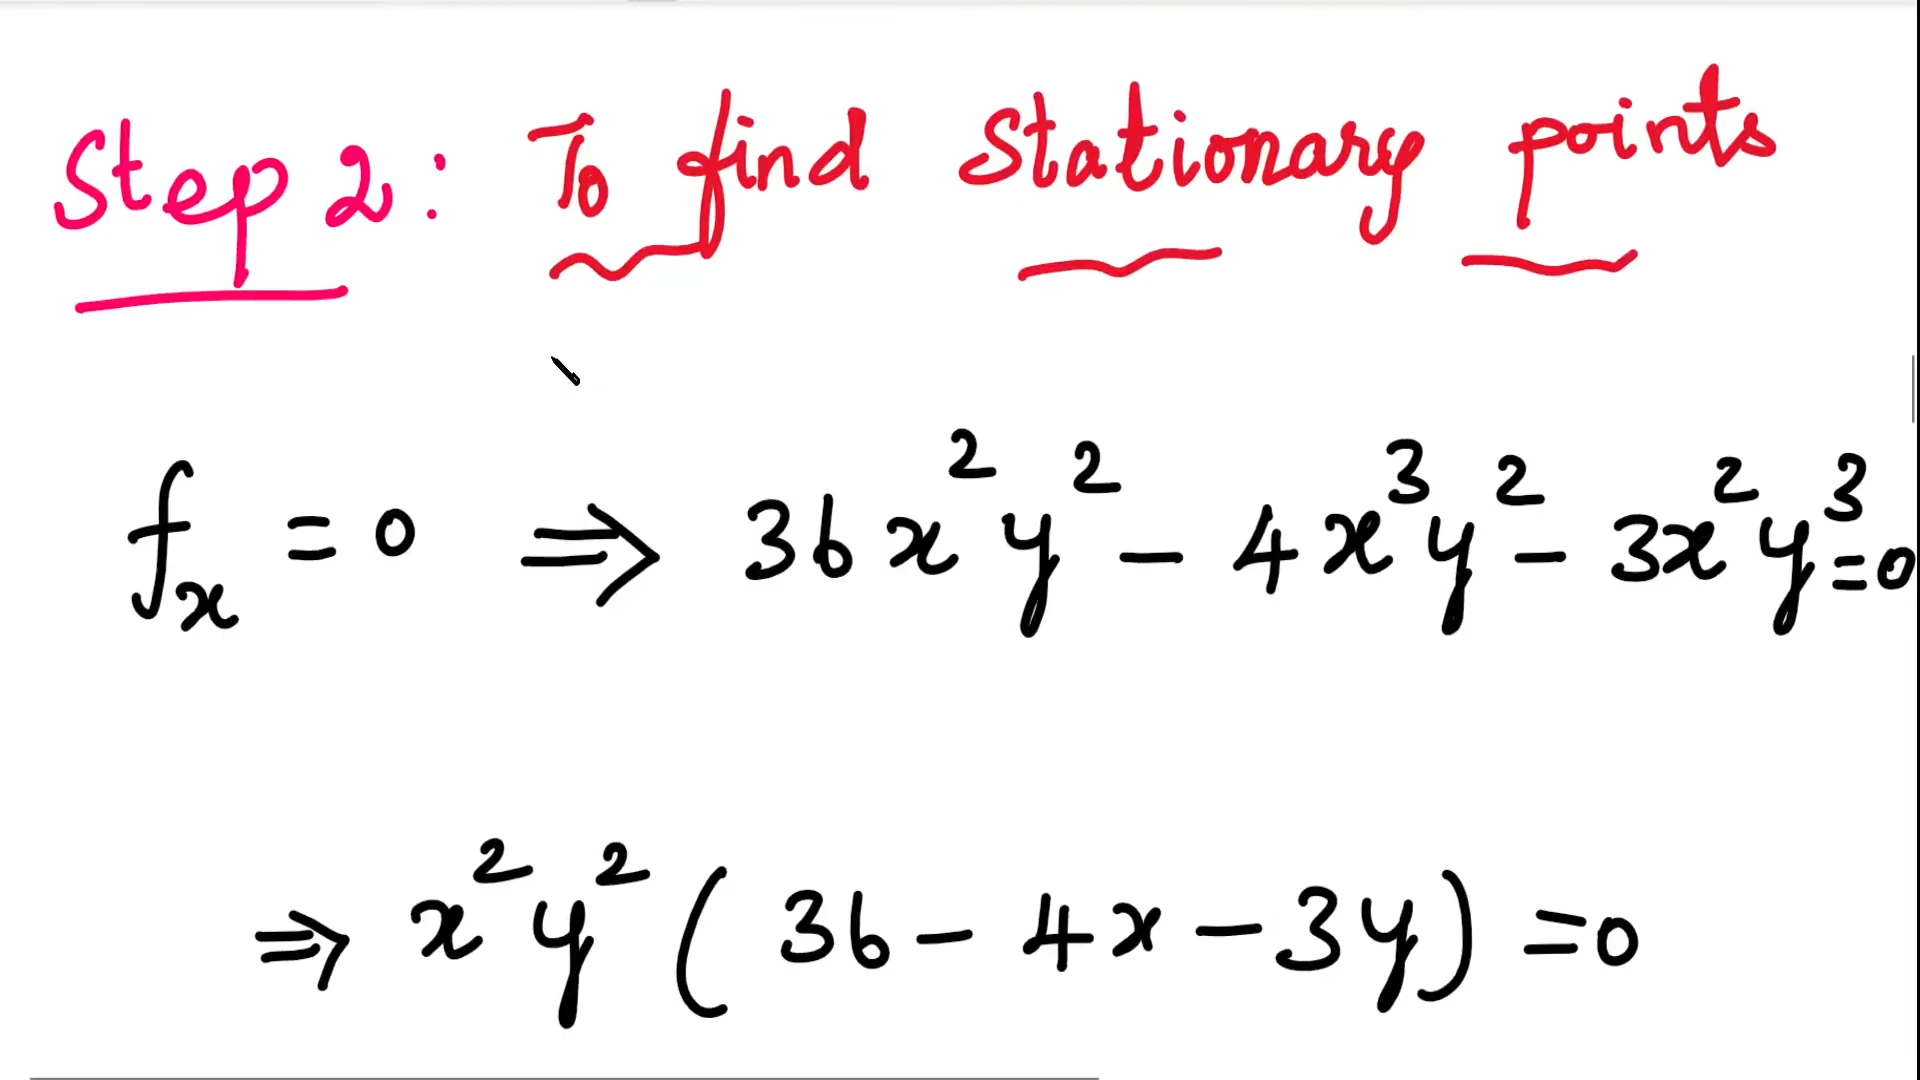 Step 2: To find Stationary points
fₓ = 0 ⇒ 36x²y² - 4x³y² - 3x²y³ = 0
⇒ x²y² (36 - 4x - 3y) = 0